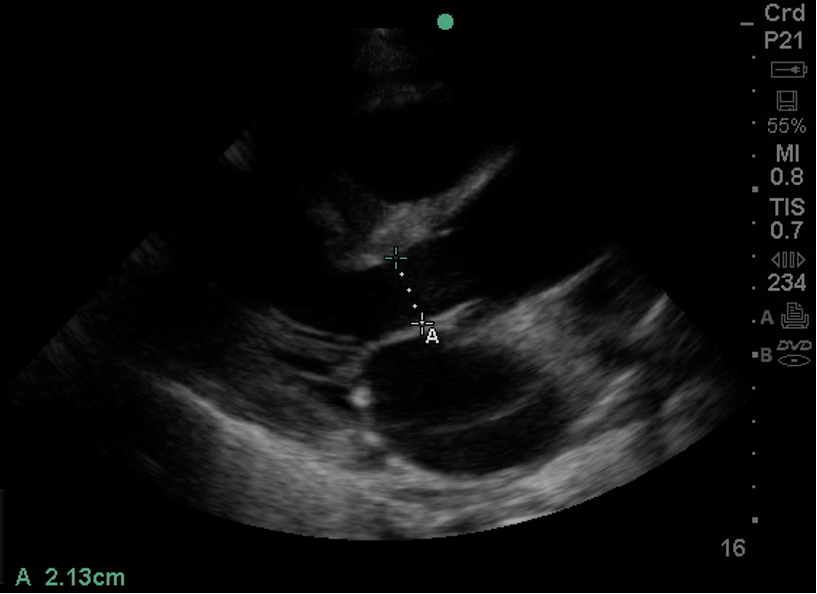 Crd
P21
55%
MI
0.8
TIS
0.7
234
A
B DVD
A
16
A 2.13cm